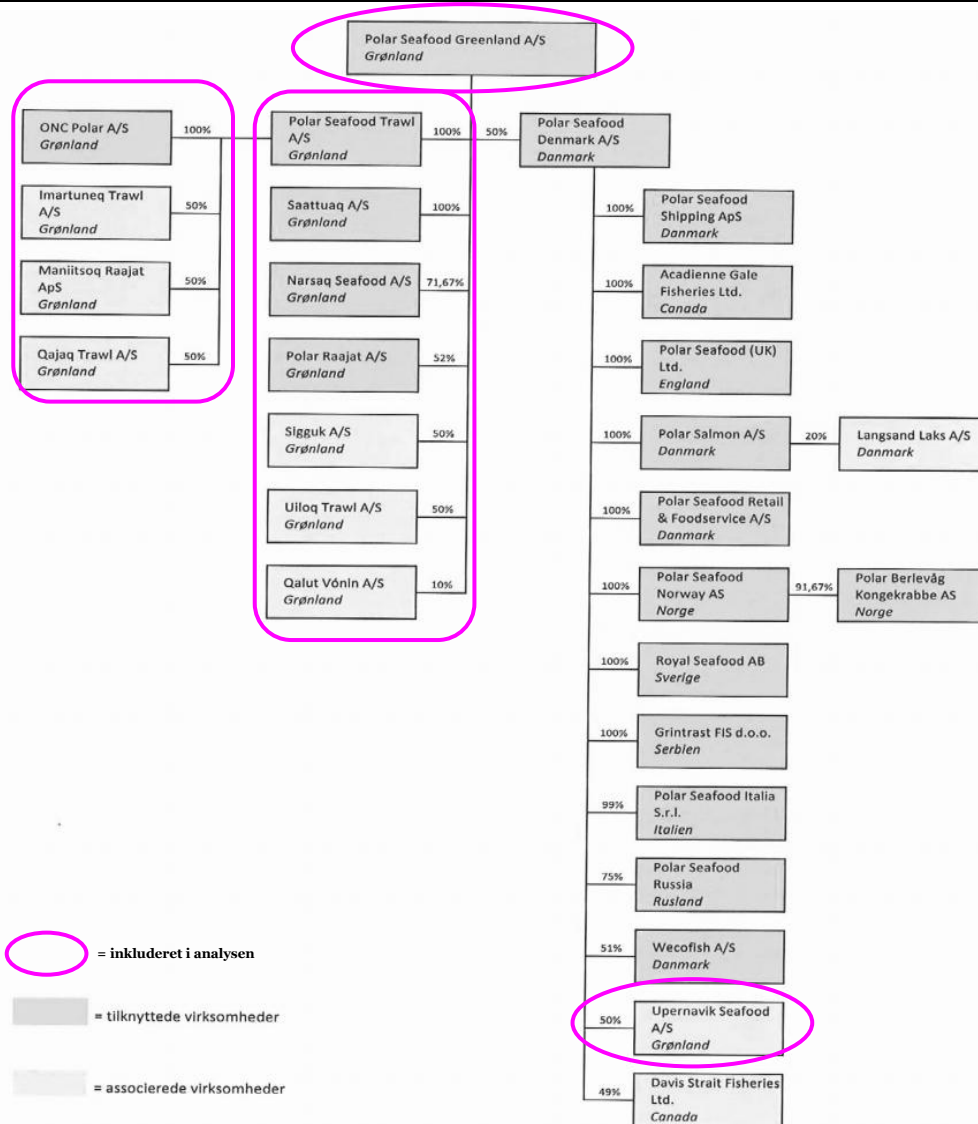 Polar Seafood Greenland A/S
Grønland
ONC Polar A/S
Grønland
100%
Imartuneq Trawl
A/S
Grønland
50%
Maniitsoq Raajat
ApS
Grønland
50%
Qajaq Trawl A/S
Grønland
50%
Polar Seafood Trawl
A/S
Grønland
100%
Saattuaq A/S
Grønland
100%
Narsaq Seafood A/S
Grønland
71,67%
Polar Raajat A/S
Grønland
52%
Sigguk A/S
Grønland
50%
Uiloq Trawl A/S
Grønland
50%
Qalut Vónin A/S
Grønland
10%
50%
Polar Seafood
Denmark A/S
Danmark
100%
Polar Seafood
Shipping ApS
Danmark
100%
Acadienne Gale
Fisheries Ltd.
Canada
100%
Polar Seafood (UK)
Ltd.
England
100%
Polar Salmon A/S
Danmark
20%
Langsand Laks A/S
Danmark
100%
Polar Seafood Retail
& Foodservice A/S
Danmark
100%
Polar Seafood
Norway AS
Norge
91,67%
Polar Berlevåg
Kongekrabbe AS
Norge
100%
Royal Seafood AB
Sverige
100%
Grintrast FIS d.o.o.
Serbien
99%
Polar Seafood Italia
S.r.l.
Italien
75%
Polar Seafood
Russia
Rusland
51%
Wecofish A/S
Danmark
50%
Upernavik Seafood
A/S
Grønland
49%
Davis Strait Fisheries
Ltd.
Canada
= inkluderet i analysen
= tilknyttede virksomheder
= associerede virksomheder